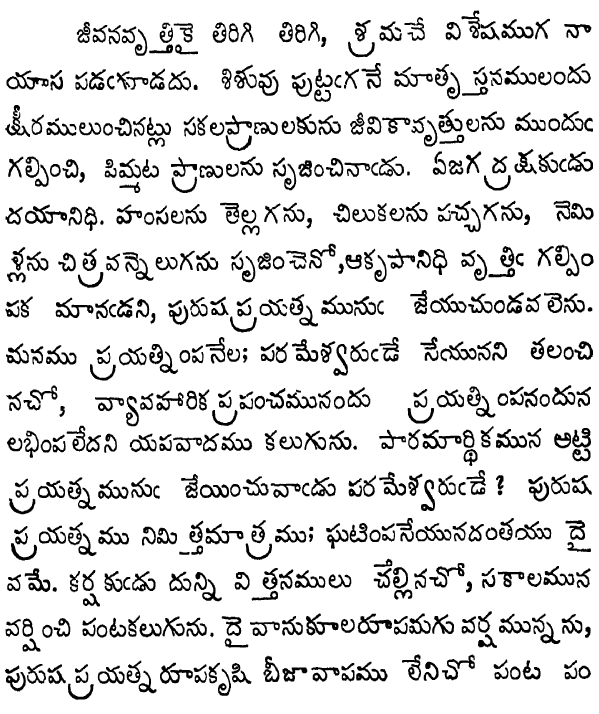 జీవనవృత్తికై తిరిగి తిరిగి, శ్రమచే విశేషముగ నా
యాస పడఁగూడదు. శిశువు పుట్టఁగనే మాతృస్తనములందు
క్షీరములుంచినట్లు సకలప్రాణులకును జీవికావృత్తులను ముందుఁ
గల్పించి, పిమ్మట ప్రాణులను సృజించినాఁడు. ఏజగద్రక్షకుఁడు
దయానిధి. హంసలను తెల్లగను, చిలుకలను పచ్చగను, నెమి
ళ్లను చిత్రవన్నెలుగను సృజించెనో,ఆకృపానిధి వృత్తిఁ గల్పిం
పక మానఁడని, పురుషప్రయత్నమునుఁ జేయుచుండవలెను.
మనము ప్రయత్నింపనేల; పరమేశ్వరుఁడే సేయునని తలంచి
నచో, వ్యావహారికప్రపంచమునందు ప్రయత్నింపనందున
లభింపలేదని యపవాదము కలుగును. పారమార్థికమున అట్టి
ప్రయత్నమునుఁ జేయించువాఁడు పరమేశ్వరుఁడే? పురుష
ప్రయత్నము నిమిత్తమాత్రము; ఘటింపనేయునదంతయు దై
వమే. కర్షకుఁడు దున్ని విత్తనములు చేల్లినచో, సకాలమున
వర్షించి పంటకలుగును. దైవానుకూలరూపమగు వర్షమున్నను,
పురుషప్రయత్నరూపకృషి బీజావాపము లేనిచో పంట పం